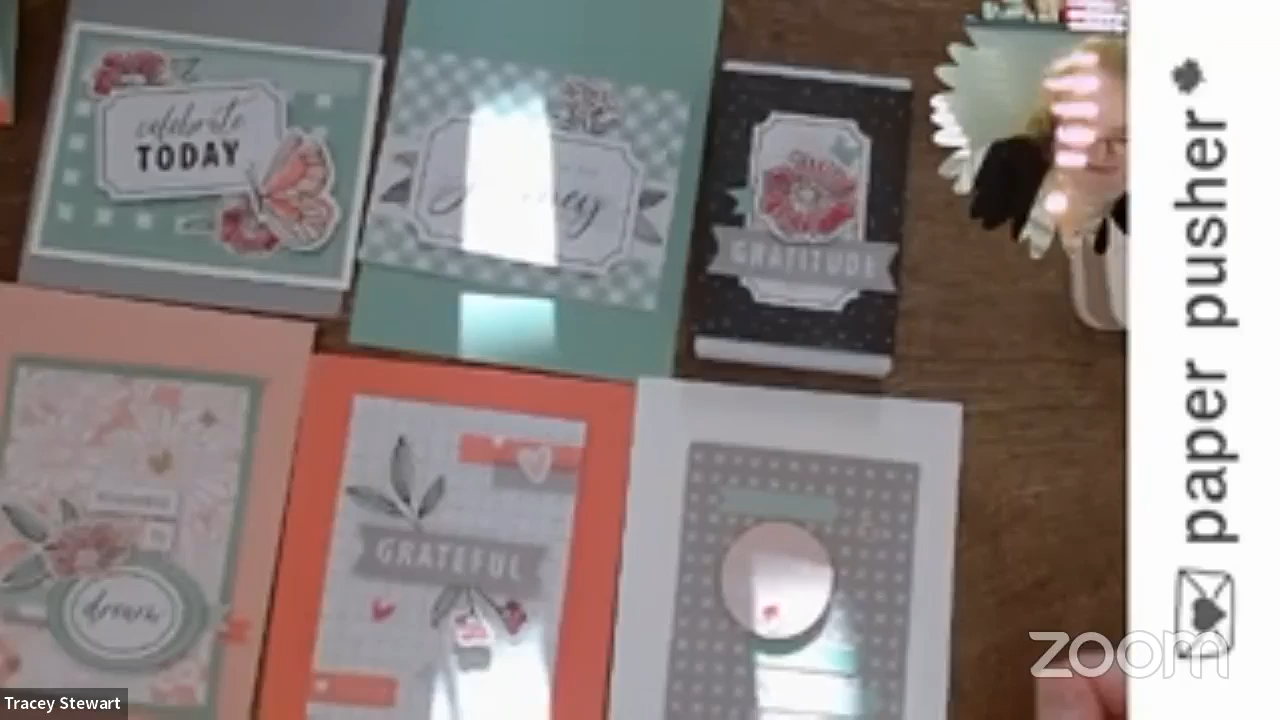 celebrate
TODAY
GRATITUDE
GRATEFUL
dream
paper pusher
zoom
Tracey Stewart